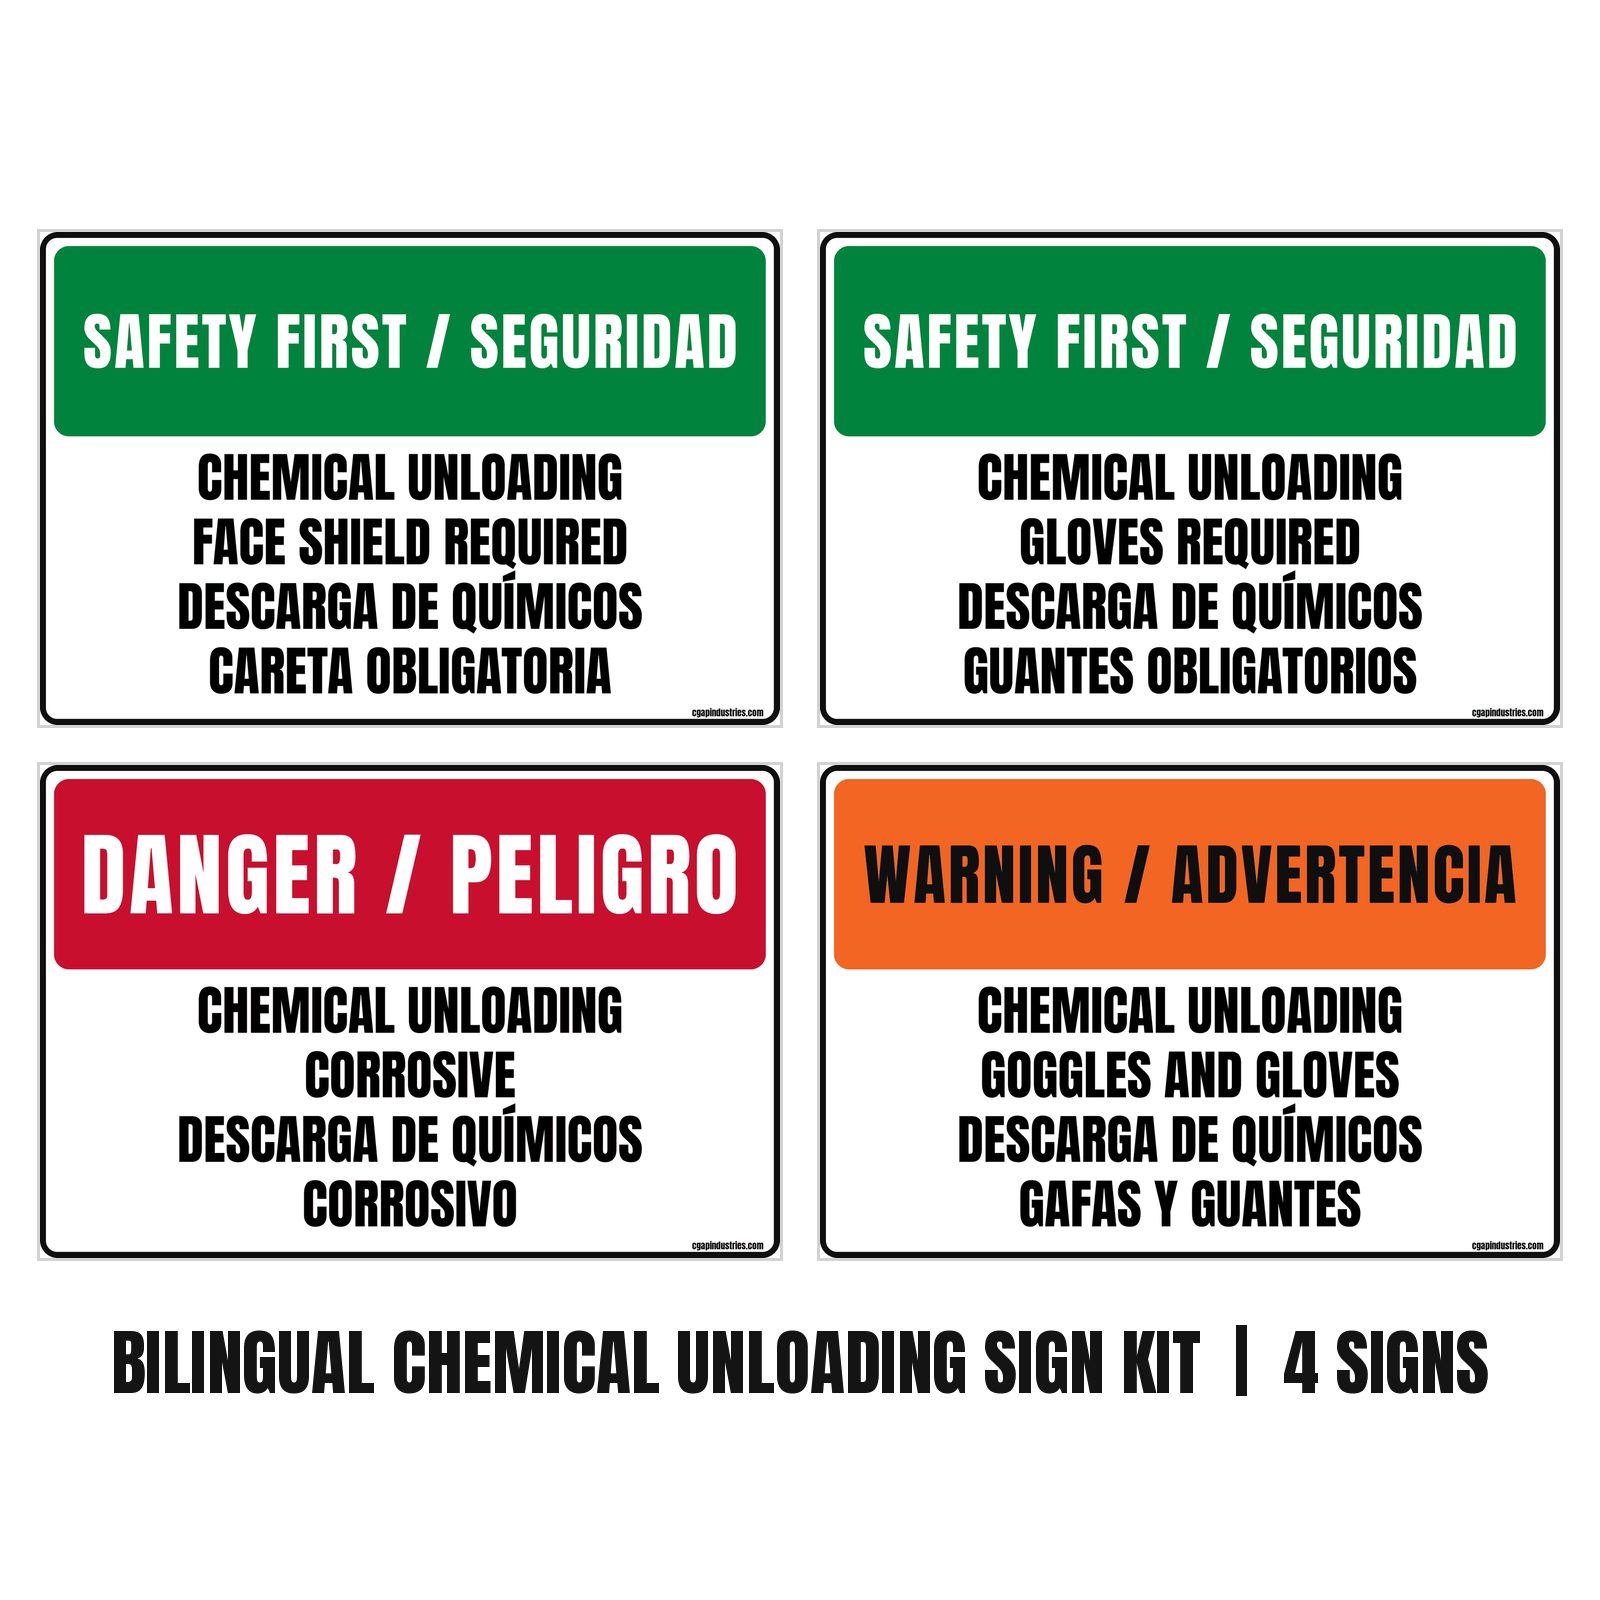 SAFETY FIRST / SEGURIDAD
CHEMICAL UNLOADING
FACE SHIELD REQUIRED
DESCARGA DE QUÍMICOS
CARETA OBLIGATORIA
cgapindustries.com
SAFETY FIRST / SEGURIDAD
CHEMICAL UNLOADING
GLOVES REQUIRED
DESCARGA DE QUÍMICOS
GUANTES OBLIGATORIOS
cgapindustries.com
DANGER / PELIGRO
CHEMICAL UNLOADING
CORROSIVE
DESCARGA DE QUÍMICOS
CORROSIVO
cgapindustries.com
WARNING / ADVERTENCIA
CHEMICAL UNLOADING
GOGGLES AND GLOVES
DESCARGA DE QUÍMICOS
GAFAS Y GUANTES
cgapindustries.com
BILINGUAL CHEMICAL UNLOADING SIGN KIT | 4 SIGNS